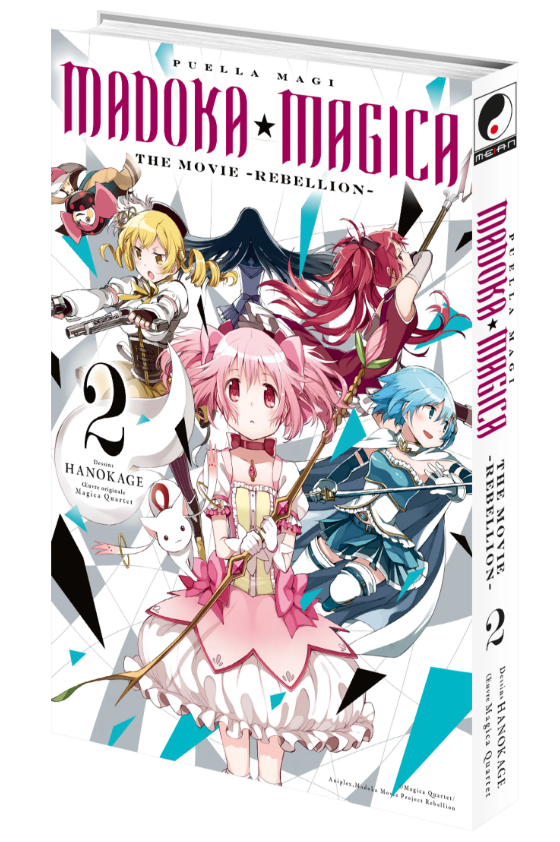 PUELLA MAGI
MADOKA★MAGICA
THE MOVIE -REBELLION-
2
Dessins
HANOKAGE
Œuvre originale
Magica Quartet
/Magica Quartet/
Aniplex,Madoka Movie Project Rebellion
MEIAN
PUELLA MAGI
MADOKA★MAGICA
THE MOVIE
-REBELLION-
2
Dessins HANOKAGE
Œuvre Magica Quartet